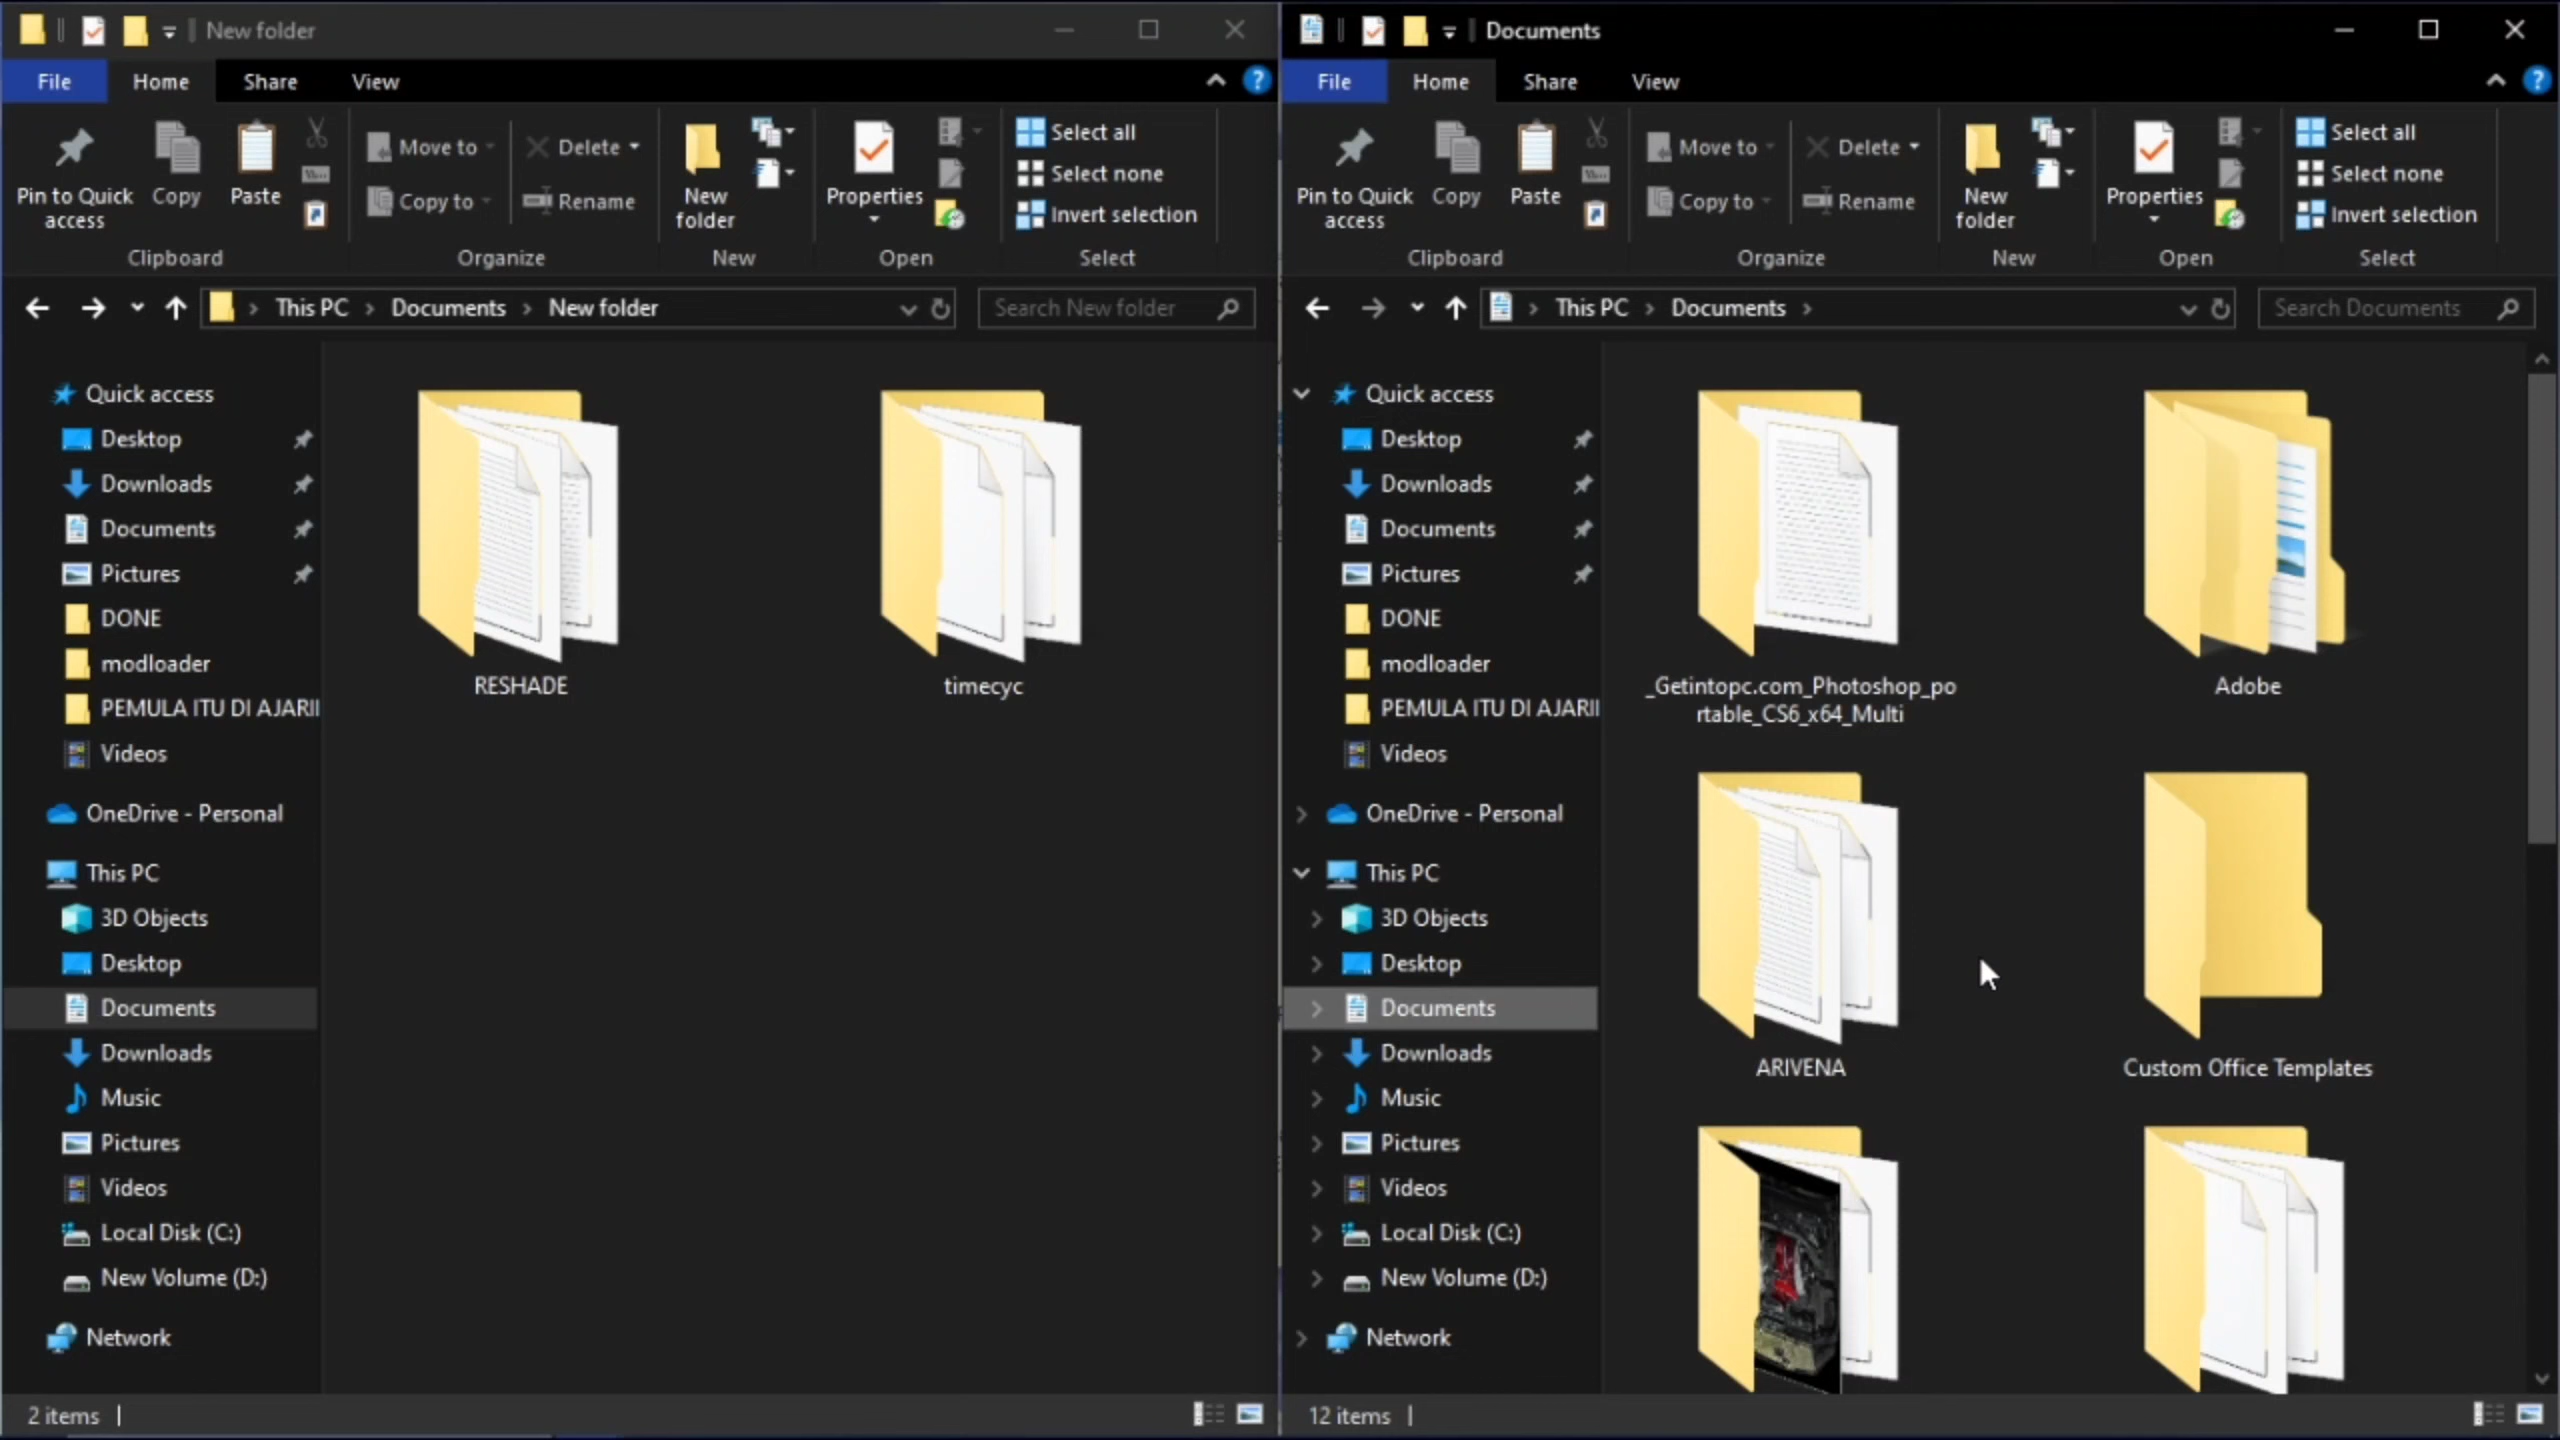 New folder
File
Home
Share
View
Pin to Quick access
Copy
Paste
Clipboard
Move to
Copy to
Delete
Rename
Organize
New folder
New
Properties
Open
Select all
Select none
Invert selection
Select
This PC
Documents
New folder
Search New folder
Quick access
Desktop
Downloads
Documents
Pictures
DONE
modloader
PEMULA ITU DI AJARII
Videos
OneDrive - Personal
This PC
3D Objects
Desktop
Documents
Downloads
Music
Pictures
Videos
Local Disk (C:)
New Volume (D:)
Network
RESHADE
timecyc
2 items
Documents
File
Home
Share
View
Pin to Quick access
Copy
Paste
Clipboard
Move to
Copy to
Delete
Rename
Organize
New folder
New
Properties
Open
Select all
Select none
Invert selection
Select
This PC
Documents
Search Documents
Quick access
Desktop
Downloads
Documents
Pictures
DONE
modloader
PEMULA ITU DI AJARII
Videos
OneDrive - Personal
This PC
3D Objects
Desktop
Documents
Downloads
Music
Pictures
Videos
Local Disk (C:)
New Volume (D:)
Network
_Getintopc.com_Photoshop_po
rtable_CS6_x64_Multi
Adobe
ARIVENA
Custom Office Templates
12 items